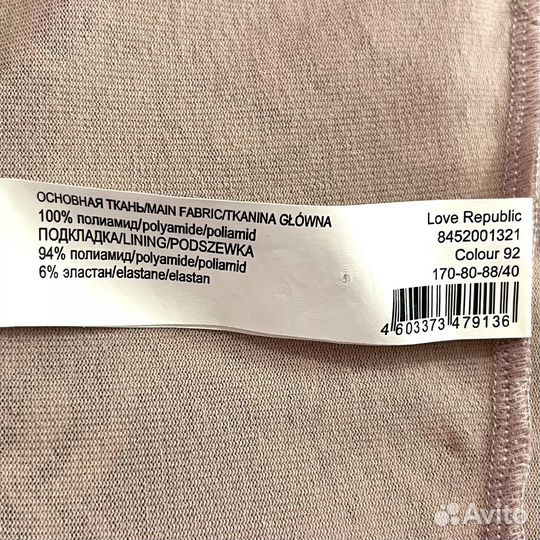 ОСНОВНАЯ ТКАНЬ/MAIN FABRIC/TKANINA GŁÓWNA
100% полиамид/polyamide/poliamid
ПОДКЛАДКА/LINING/PODSZEWKA
94% полиамид/polyamide/poliamid
6% эластан/elastane/elastan
Love Republic
8452001321
Colour 92
170-80-88/40
4 603373 479136
Avito